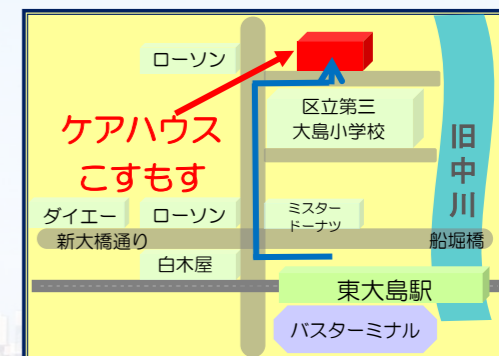 ローソン
区立第三
大島小学校
ケアハウス
こすもす
旧中川
ダイエー
ローソン
ミスター
ドーナツ
新大橋通り
船堀橋
白木屋
東大島駅
バスターミナル